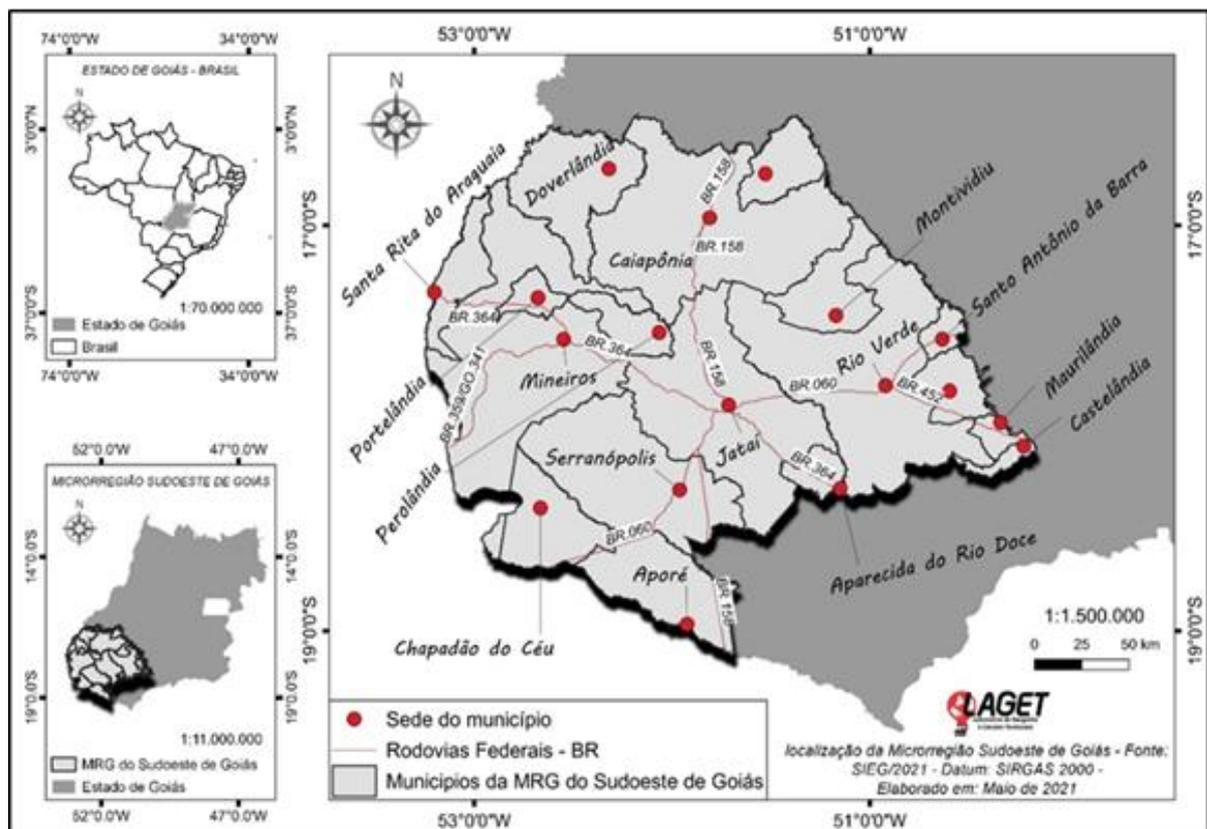 74°0'0"W
34°0'0"W
ESTADO DE GOIÁS - BRASIL
N
3°0'0"N
3°0'0"N
37°0'0"S
37°0'0"S
1:70.000.000
Estado de Goiás
Brasil
74°0'0"W
34°0'0"W
52°0.0"W
47°0.0"W
MICRORREGIÃO SUDOESTE DE GOIÁS
N
14°0.0"S
14°0.0"S
19°0.0"S
19°0.0"S
1:11.000.000
MRG do Sudoeste de Goiás
Estado de Goiás
52°0.0"W
47°0.0"W
53°0'0"W
51°0'0"W
N
17°0'0"S
17°0'0"S
19°0'0"S
19°0'0"S
Santa Rita do Araguaia
Doverlândia
BR.158
BR.158
Caiapônia
Montividiu
Santo Antônio da Barra
BR.364
BR.364
BR.359/GO.341
Mineiros
BR.158
Rio Verde
BR.060
BR.452
Maurilândia
Castelândia
Portelândia
Perolândia
Serranópolis
Jataí
BR.364
BR.060
Aporé
BR.158
Aparecida do Rio Doce
Chapadão do Céu
1:1.500.000
0 25 50 km
Sede do município
Rodovias Federais - BR
Municípios da MRG do Sudoeste de Goiás
LAGET
localização da Microrregião Sudoeste de Goiás - Fonte:
SIEG/2021 - Datum: SIRGAS 2000 -
Elaborado em: Maio de 2021
53°0'0"W
51°0'0"W